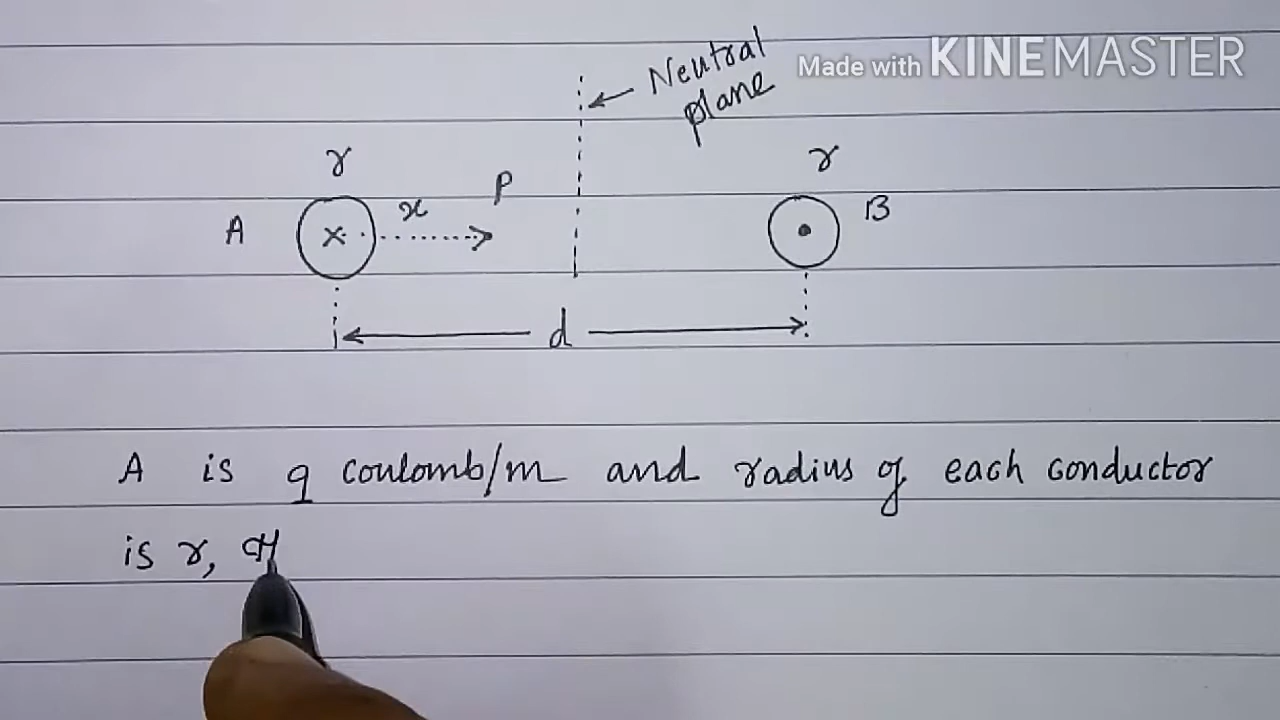 Made with KINEMASTER
Neutral
plane
r
r
P
x
A
B
d
A is q coulomb/m and radius of each conductor
is r,